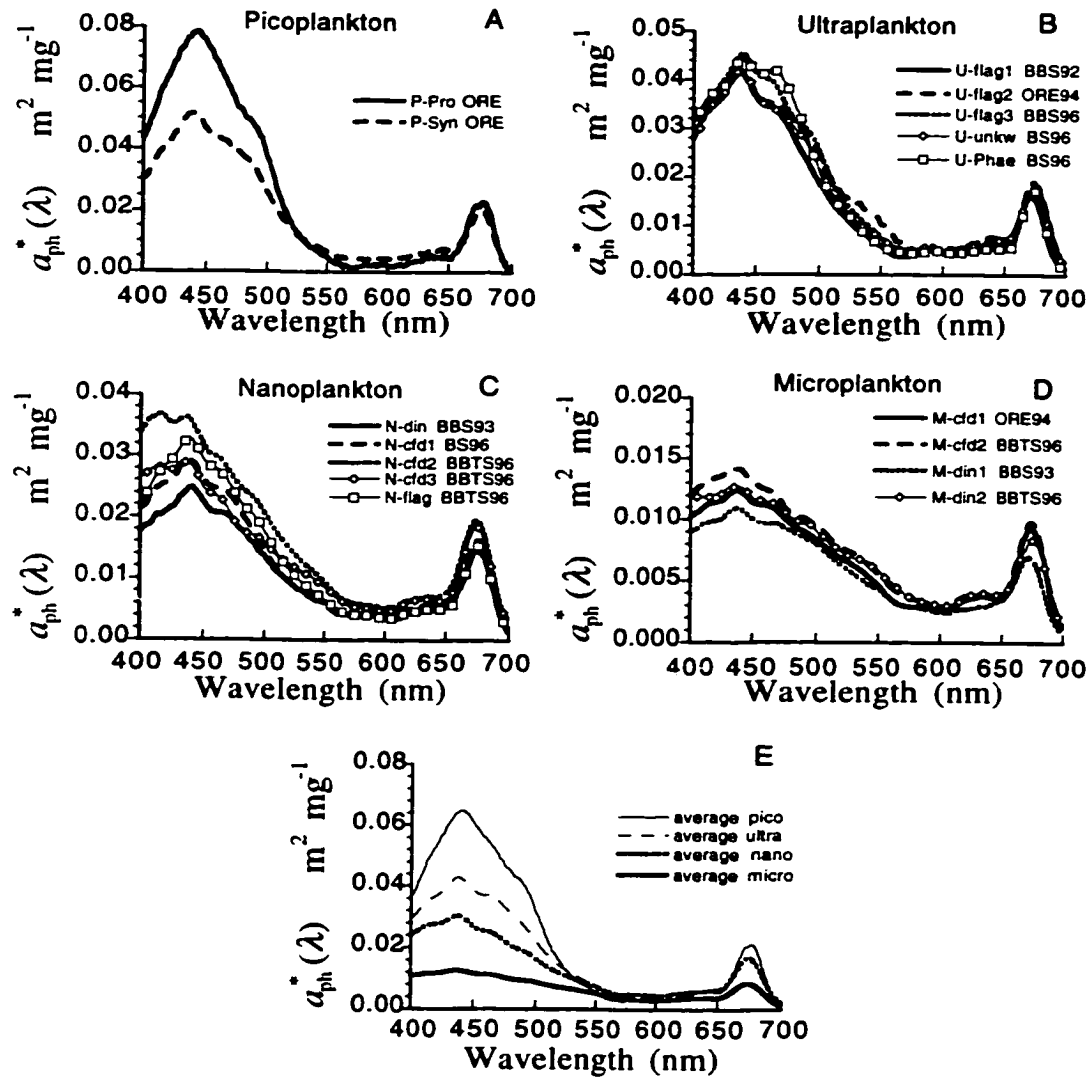 Picoplankton
A
0.08
0.06
0.04
0.02
0.00
a*ph(λ) m² mg⁻¹
P-Pro ORE
P-Syn ORE
400 450 500 550 600 650 700
Wavelength (nm)
Ultraplankton
B
0.05
0.04
0.03
0.02
0.01
0.00
a*ph(λ) m² mg⁻¹
U-flag1 BBS92
U-flag2 ORE94
U-flag3 BBS96
U-unkw BS96
U-Phae BS96
400 450 500 550 600 650 700
Wavelength (nm)
Nanoplankton
C
0.04
0.03
0.02
0.01
0.00
a*ph(λ) m² mg⁻¹
N-din BBS93
N-cfd1 BS96
N-cfd2 BBTS96
N-cfd3 BBTS96
N-flag BBTS96
400 450 500 550 600 650 700
Wavelength (nm)
Microplankton
D
0.020
0.015
0.010
0.005
0.000
a*ph(λ) m² mg⁻¹
M-cfd1 ORE94
M-cfd2 BBTS96
M-din1 BBS93
M-din2 BBTS96
400 450 500 550 600 650 700
Wavelength (nm)
E
0.08
0.06
0.04
0.02
0.00
a*ph(λ) m² mg⁻¹
average pico
average ultra
average nano
average micro
400 450 500 550 600 650 700
Wavelength (nm)